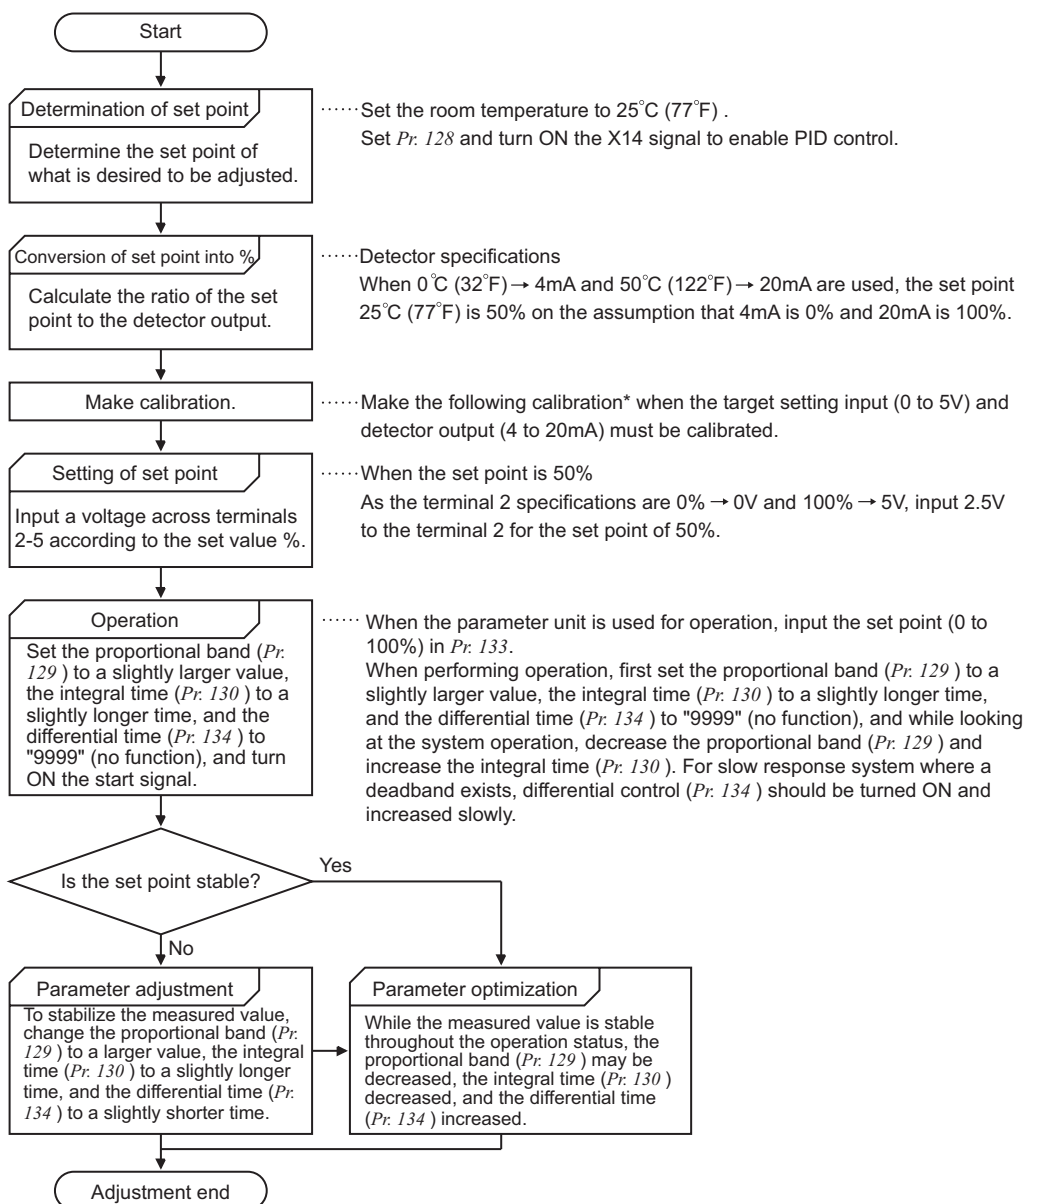 Start
Determination of set point
Determine the set point of
what is desired to be adjusted.
······Set the room temperature to 25°C (77°F) .
Set Pr. 128 and turn ON the X14 signal to enable PID control.
Conversion of set point into %
Calculate the ratio of the set
point to the detector output.
······Detector specifications
When 0°C (32°F)→ 4mA and 50°C (122°F)→ 20mA are used, the set point
25°C (77°F) is 50% on the assumption that 4mA is 0% and 20mA is 100%.
Make calibration.
······Make the following calibration* when the target setting input (0 to 5V) and
detector output (4 to 20mA) must be calibrated.
Setting of set point
Input a voltage across terminals
2-5 according to the set value %.
······When the set point is 50%
As the terminal 2 specifications are 0% → 0V and 100% → 5V, input 2.5V
to the terminal 2 for the set point of 50%.
Operation
Set the proportional band (Pr.
129 ) to a slightly larger value,
the integral time (Pr. 130 ) to a
slightly longer time, and the
differential time (Pr. 134 ) to
"9999" (no function), and turn
ON the start signal.
······ When the parameter unit is used for operation, input the set point (0 to
100%) in Pr. 133.
When performing operation, first set the proportional band (Pr. 129 ) to a
slightly larger value, the integral time (Pr. 130 ) to a slightly longer time,
and the differential time (Pr. 134 ) to "9999" (no function), and while looking
at the system operation, decrease the proportional band (Pr. 129 ) and
increase the integral time (Pr. 130 ). For slow response system where a
deadband exists, differential control (Pr. 134 ) should be turned ON and
increased slowly.
Is the set point stable?
Yes
No
Parameter adjustment
To stabilize the measured value,
change the proportional band (Pr.
129 ) to a larger value, the integral
time (Pr. 130 ) to a slightly longer
time, and the differential time (Pr.
134 ) to a slightly shorter time.
Parameter optimization
While the measured value is stable
throughout the operation status, the
proportional band (Pr. 129 ) may be
decreased, the integral time (Pr. 130 )
decreased, and the differential time
(Pr. 134 ) increased.
Adjustment end